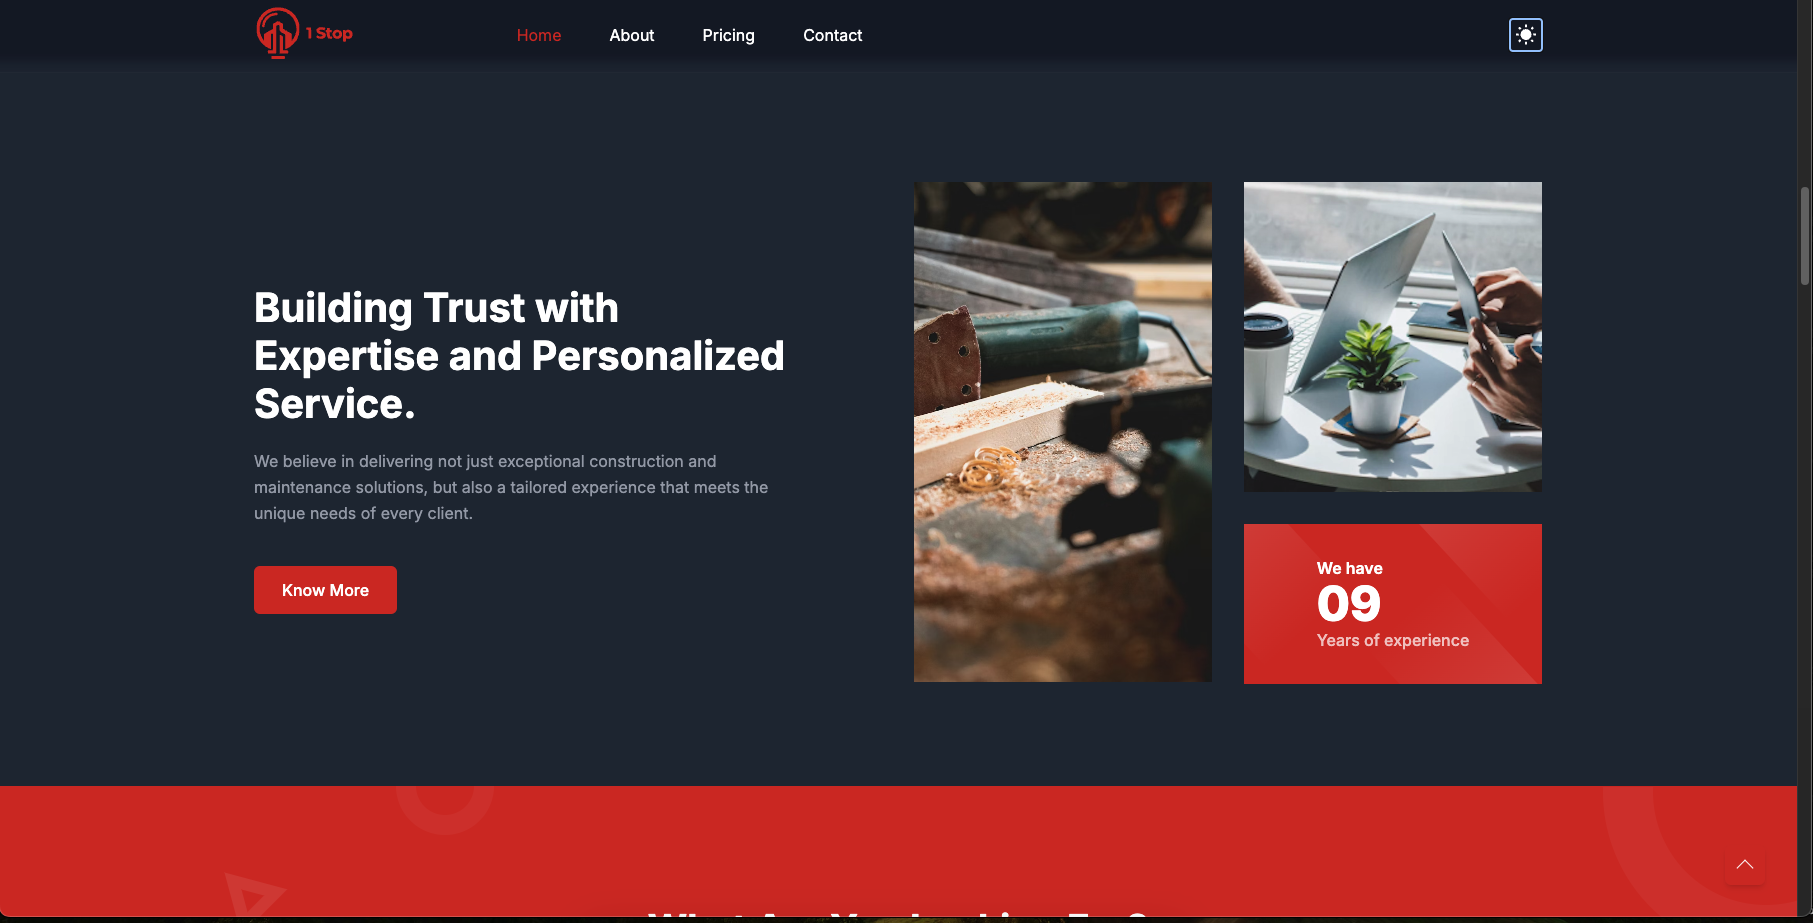 1 Stop
Home
About
Pricing
Contact
Building Trust with
Expertise and Personalized
Service.
We believe in delivering not just exceptional construction and
maintenance solutions, but also a tailored experience that meets the
unique needs of every client.
Know More
We have
09
Years of experience